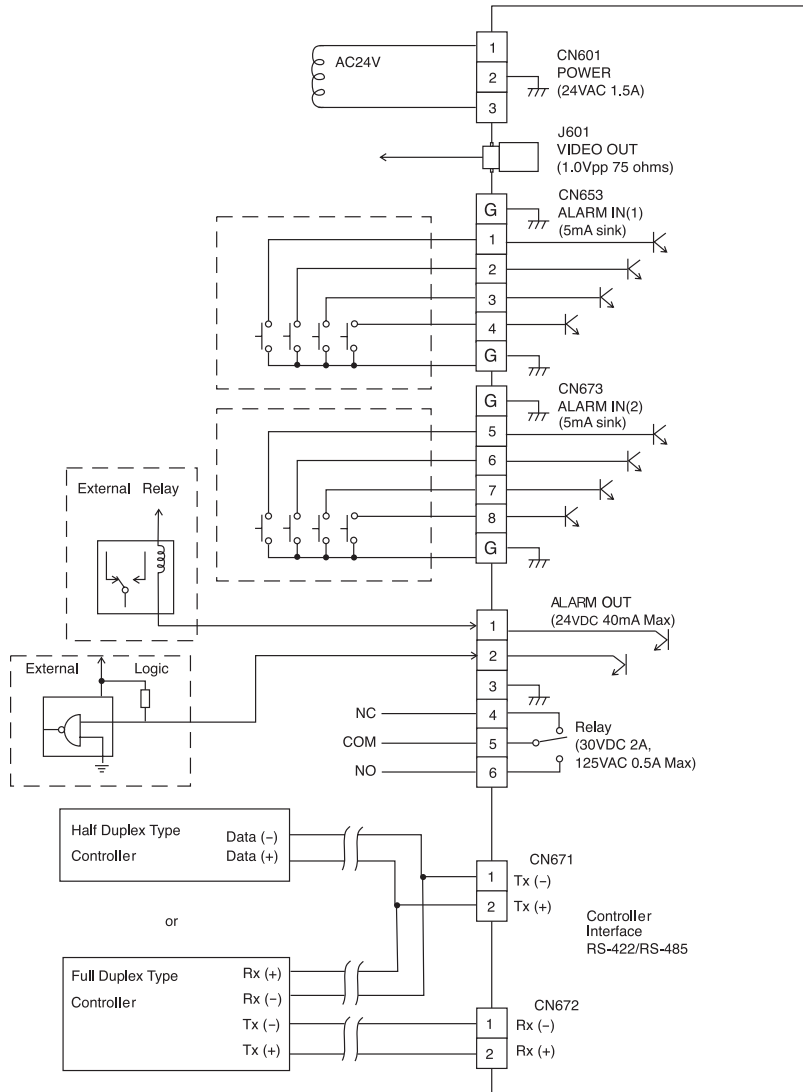 AC24V
1
2
3
CN601
POWER
(24VAC 1.5A)
J601
VIDEO OUT
(1.0Vpp 75 ohms)
CN653
ALARM IN(1)
(5mA sink)
G
1
2
3
4
G
CN673
ALARM IN(2)
(5mA sink)
G
5
6
7
8
G
External Relay
ALARM OUT
(24VDC 40mA Max)
1
2
3
4
5
6
External Logic
NC
COM
NO
Relay
(30VDC 2A,
125VAC 0.5A Max)
Half Duplex Type
Controller
Data (−)
Data (+)
CN671
1 Tx (−)
2 Tx (+)
or
Controller
Interface
RS-422/RS-485
Full Duplex Type
Controller
Rx (+)
Rx (−)
Tx (−)
Tx (+)
CN672
1 Rx (−)
2 Rx (+)